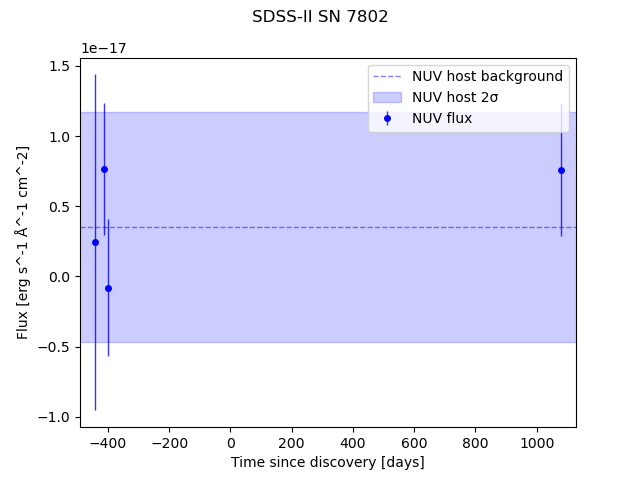 SDSS-II SN 7802
1e−17
NUV host background
NUV host 2σ
NUV flux
1.5
1.0
0.5
0.0
−0.5
−1.0
Flux [erg s^-1 Å^-1 cm^-2]
−400 −200 0 200 400 600 800 1000
Time since discovery [days]